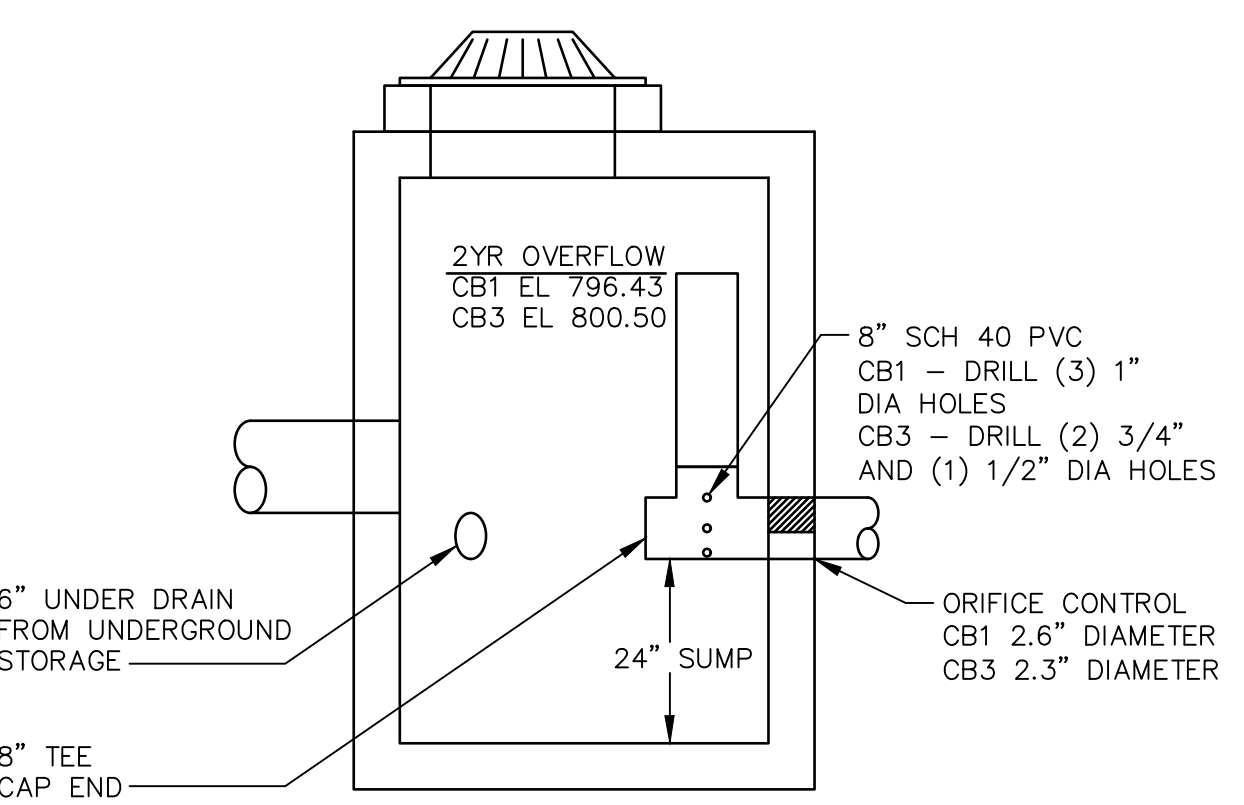 2YR OVERFLOW
CB1 EL 796.43
CB3 EL 800.50
8" SCH 40 PVC
CB1 – DRILL (3) 1"
DIA HOLES
CB3 – DRILL (2) 3/4"
AND (1) 1/2" DIA HOLES
6" UNDER DRAIN
FROM UNDERGROUND
STORAGE
ORIFICE CONTROL
CB1 2.6" DIAMETER
CB3 2.3" DIAMETER
24" SUMP
8" TEE
CAP END